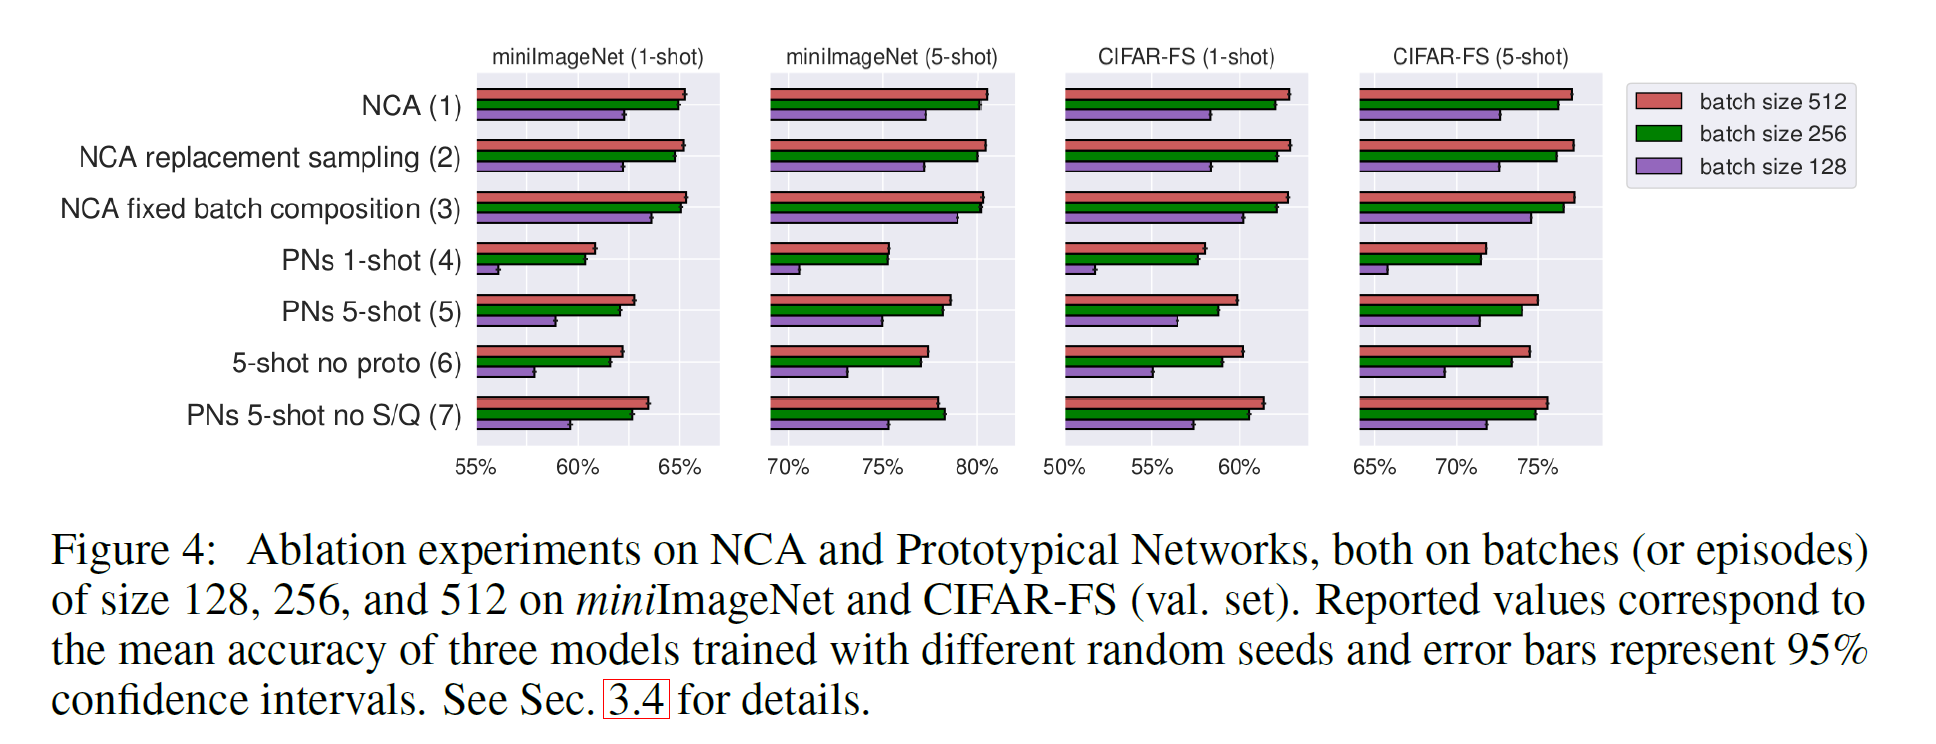 miniImageNet (1-shot)
miniImageNet (5-shot)
CIFAR-FS (1-shot)
CIFAR-FS (5-shot)
NCA (1)
NCA replacement sampling (2)
NCA fixed batch composition (3)
PNs 1-shot (4)
PNs 5-shot (5)
5-shot no proto (6)
PNs 5-shot no S/Q (7)
55% 60% 65%
70% 75% 80%
50% 55% 60%
65% 70% 75%
batch size 512
batch size 256
batch size 128
Figure 4: Ablation experiments on NCA and Prototypical Networks, both on batches (or episodes)
of size 128, 256, and 512 on miniImageNet and CIFAR-FS (val. set). Reported values correspond to
the mean accuracy of three models trained with different random seeds and error bars represent 95%
confidence intervals. See Sec. 3.4 for details.